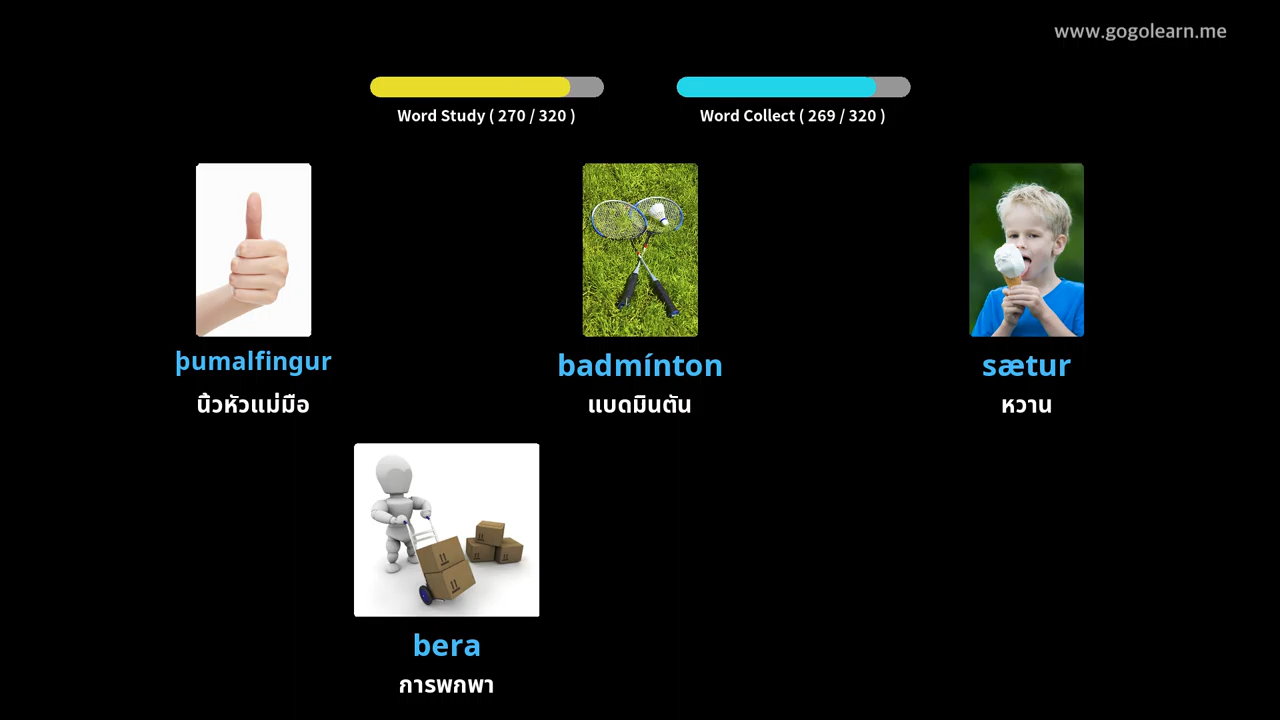 www.gogolearn.me
Word Study ( 270 / 320 )
Word Collect ( 269 / 320 )
þumalfingur
badmínton
sætur
นิ้วหัวแม่มือ
แบดมินตัน
หวาน
bera
การพกพา